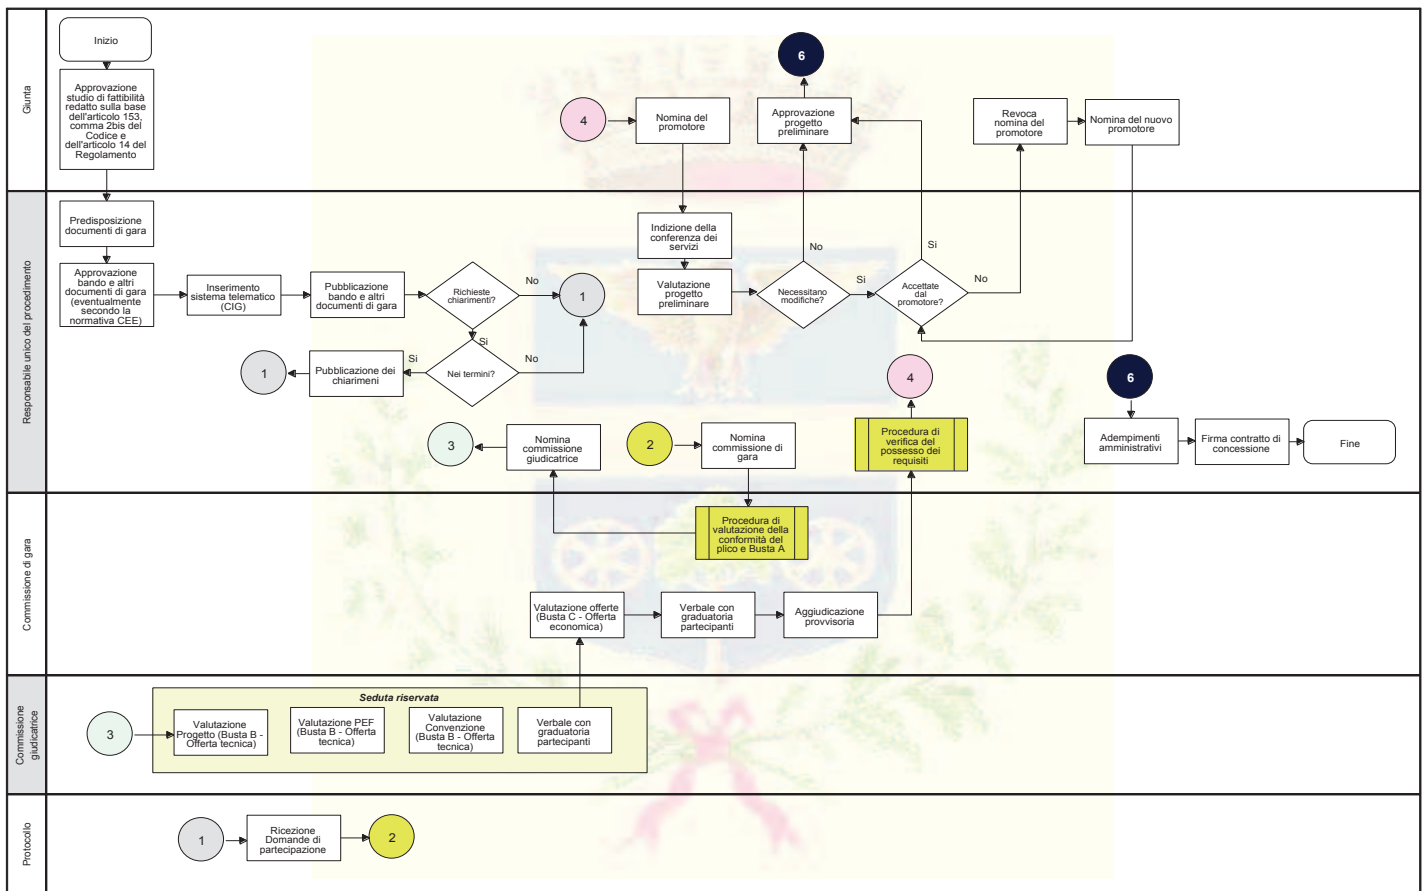 Giunta
Inizio
Approvazione
studio di fattibilità
redatto sulla base
dell'articolo 153,
comma 2bis del
Codice e
dell'articolo 14 del
Regolamento
4
Nomina del
promotore
6
Approvazione
progetto
preliminare
Revoca
nomina del
promotore
Nomina del nuovo
promotore
Responsabile unico del procedimento
Predisposizione
documenti di gara
Approvazione
bando e altri
documenti di gara
(eventualmente
secondo la
normativa CEE)
Inserimento
sistema telematico
(CIG)
Pubblicazione
bando e altri
documenti di gara
Richieste
chiarimenti?
No
1
Si
Nei termini?
No
Si
Pubblicazione dei
chiarimeni
1
Indizione della
conferenza dei
servizi
Valutazione
progetto
preliminare
Necessitano
modifiche?
No
Si
Accettate
dal
promotore?
Si
No
3
Nomina
commissione
giudicatrice
2
Nomina
commissione di
gara
4
Procedura di
verifica del
possesso dei
requisiti
6
Adempimenti
amministrativi
Firma contratto di
concessione
Fine
Commissione di gara
Procedura di
valutazione della
conformità del
plico e Busta A
Valutazione offerte
(Busta C - Offerta
economica)
Verbale con
graduatoria
partecipanti
Aggiudicazione
provvisoria
Commissione
giudicatrice
3
Seduta riservata
Valutazione
Progetto (Busta B -
Offerta tecnica)
Valutazione PEF
(Busta B - Offerta
tecnica)
Valutazione
Convenzione
(Busta B - Offerta
tecnica)
Verbale con
graduatoria
partecipanti
Protocollo
1
Ricezione
Domande di
partecipazione
2